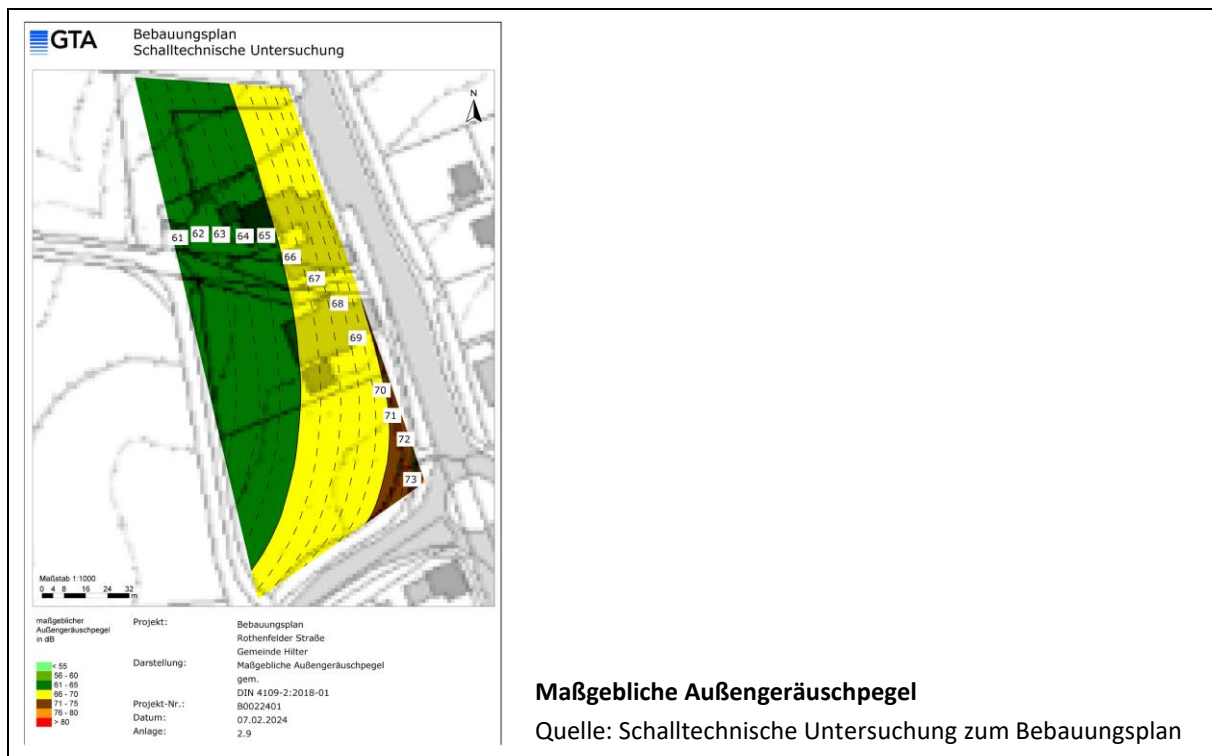 GTA
Bebauungsplan
Schalltechnische Untersuchung
N
61
62
63
64
65
66
67
68
69
70
71
72
73
Maßstab 1:1000
0 4 8 16 24 32
m
maßgeblicher
Außengeräuschpegel
in dB
< 55
56 - 60
61 - 65
66 - 70
71 - 75
76 - 80
> 80
Projekt: Bebauungsplan
Rothenfelder Straße
Gemeinde Hilter
Darstellung: Maßgebliche Außengeräuschpegel
gem.
DIN 4109-2:2018-01
Projekt-Nr.: B0022401
Datum: 07.02.2024
Anlage: 2.9
Maßgebliche Außengeräuschpegel
Quelle: Schalltechnische Untersuchung zum Bebauungsplan